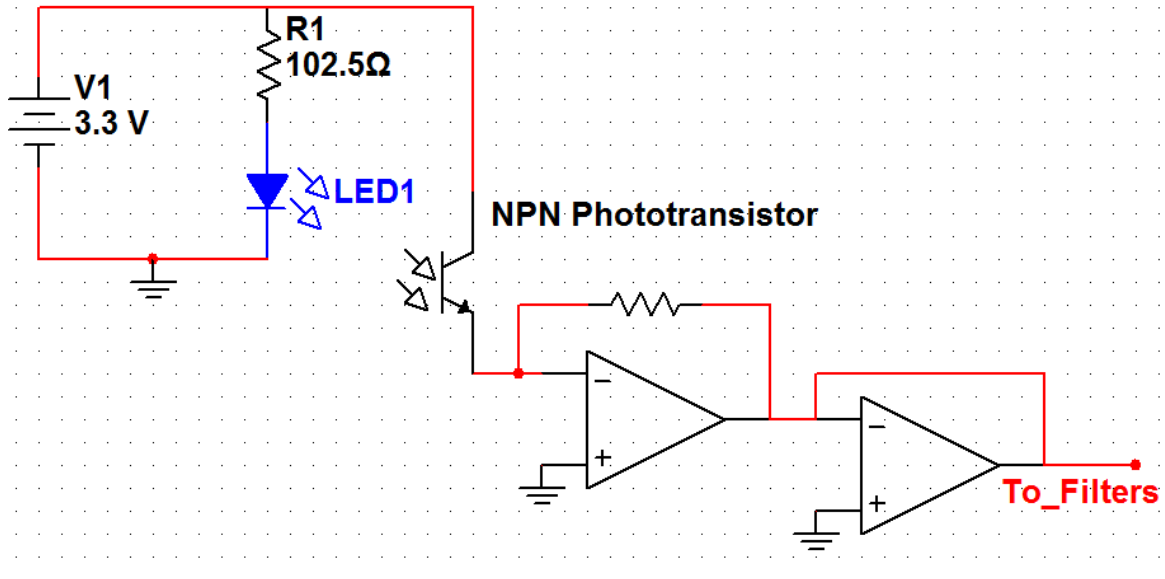 R1
102.5Ω
V1
3.3 V
LED1
NPN Phototransistor
−
+
−
+
To_Filters